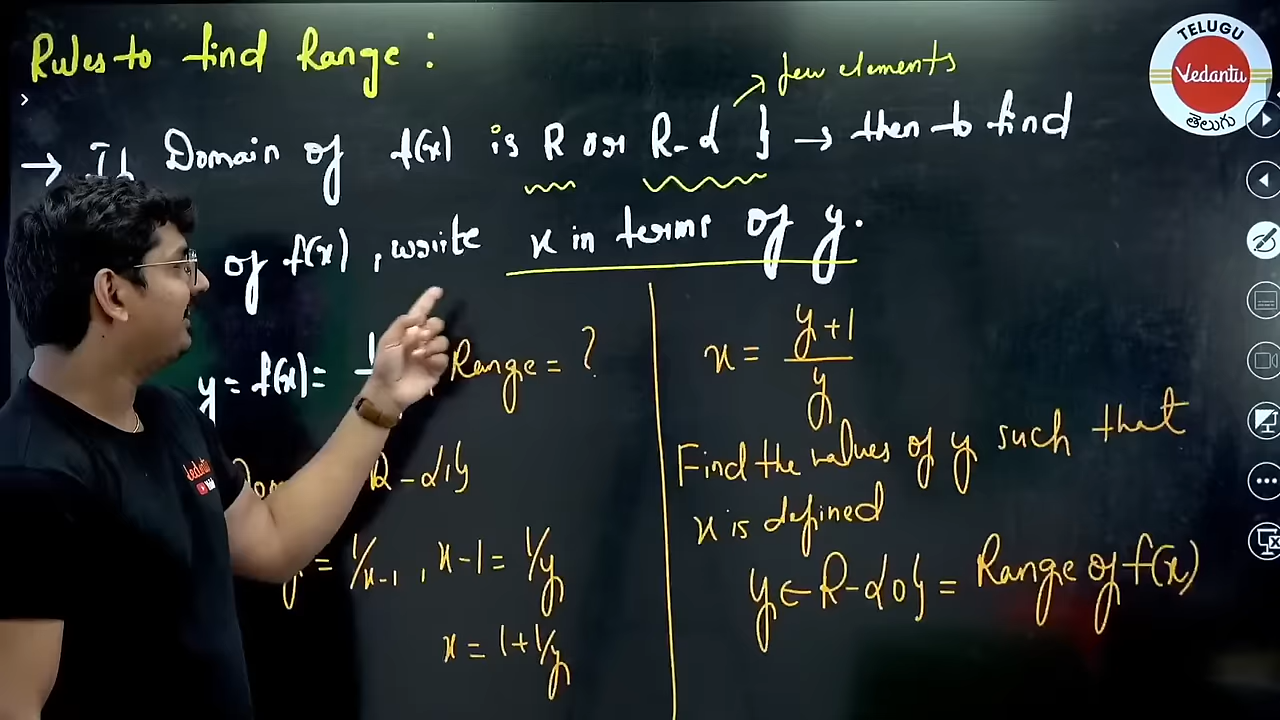 Rules to find Range :
few elements
→ If Domain of f(x) is R or R-{ } → then to find
of f(x), write x in terms of y.
y = f(x) = 1 Range = ?
R-{1}
= 1/x-1 , x-1 = 1/y
x = 1+1/y
x = y+1/y
Find the values of y such that
x is defined
y ∈ R-{0} = Range of f(x)
TELUGU
Vedantu
తెలుగు
Vedantu